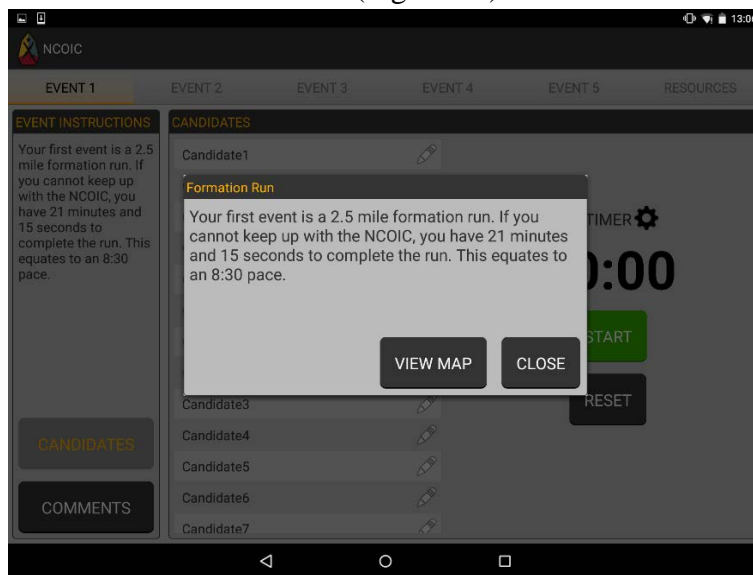 13:00
NCOIC
EVENT 1 EVENT 2 EVENT 3 EVENT 4 EVENT 5 RESOURCES
EVENT INSTRUCTIONS
Your first event is a 2.5
mile formation run. If
you cannot keep up
with the NCOIC, you
have 21 minutes and
15 seconds to
complete the run. This
equates to an 8:30
pace.
CANDIDATES
COMMENTS
CANDIDATES
Candidate1
Formation Run
Your first event is a 2.5 mile formation run. If you
cannot keep up with the NCOIC, you have 21 minutes
and 15 seconds to complete the run. This equates to
an 8:30 pace.
VIEW MAP CLOSE
Candidate3
Candidate4
Candidate5
Candidate6
Candidate7
TIMER
0:00
START
RESET